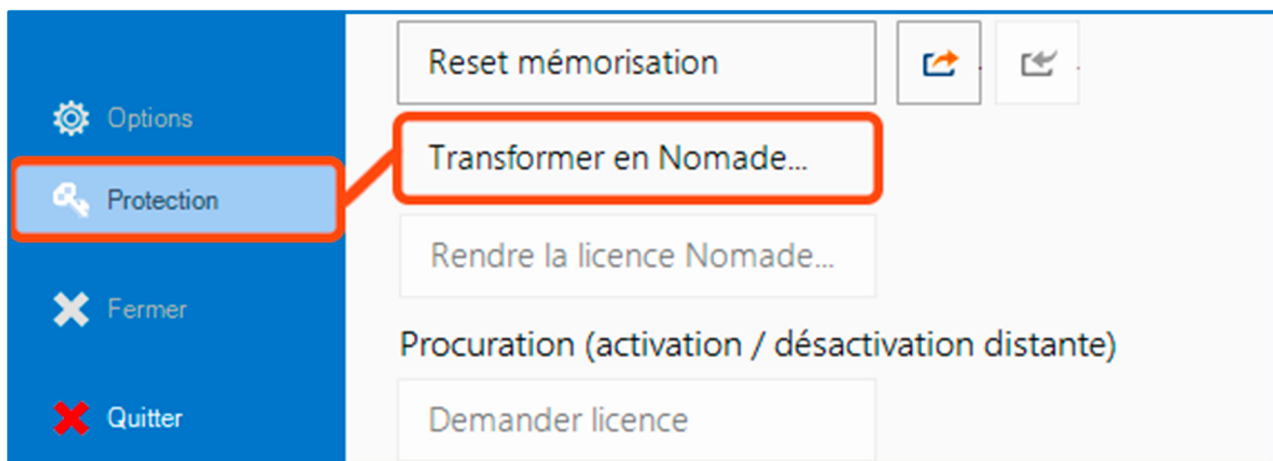 Reset mémorisation
Options
Transformer en Nomade...
Protection
Rendre la licence Nomade...
Fermer
Procuration (activation / désactivation distante)
Quitter
Demander licence